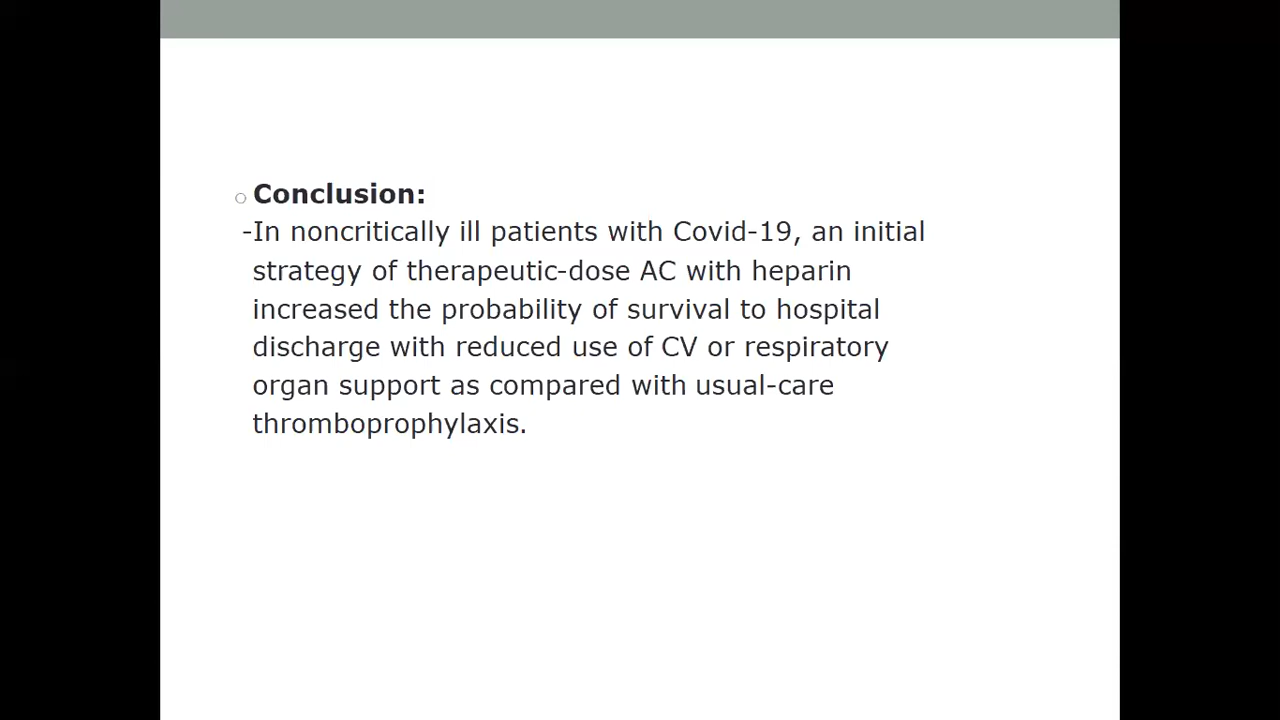 ○ Conclusion:
-In noncritically ill patients with Covid-19, an initial
strategy of therapeutic-dose AC with heparin
increased the probability of survival to hospital
discharge with reduced use of CV or respiratory
organ support as compared with usual-care
thromboprophylaxis.